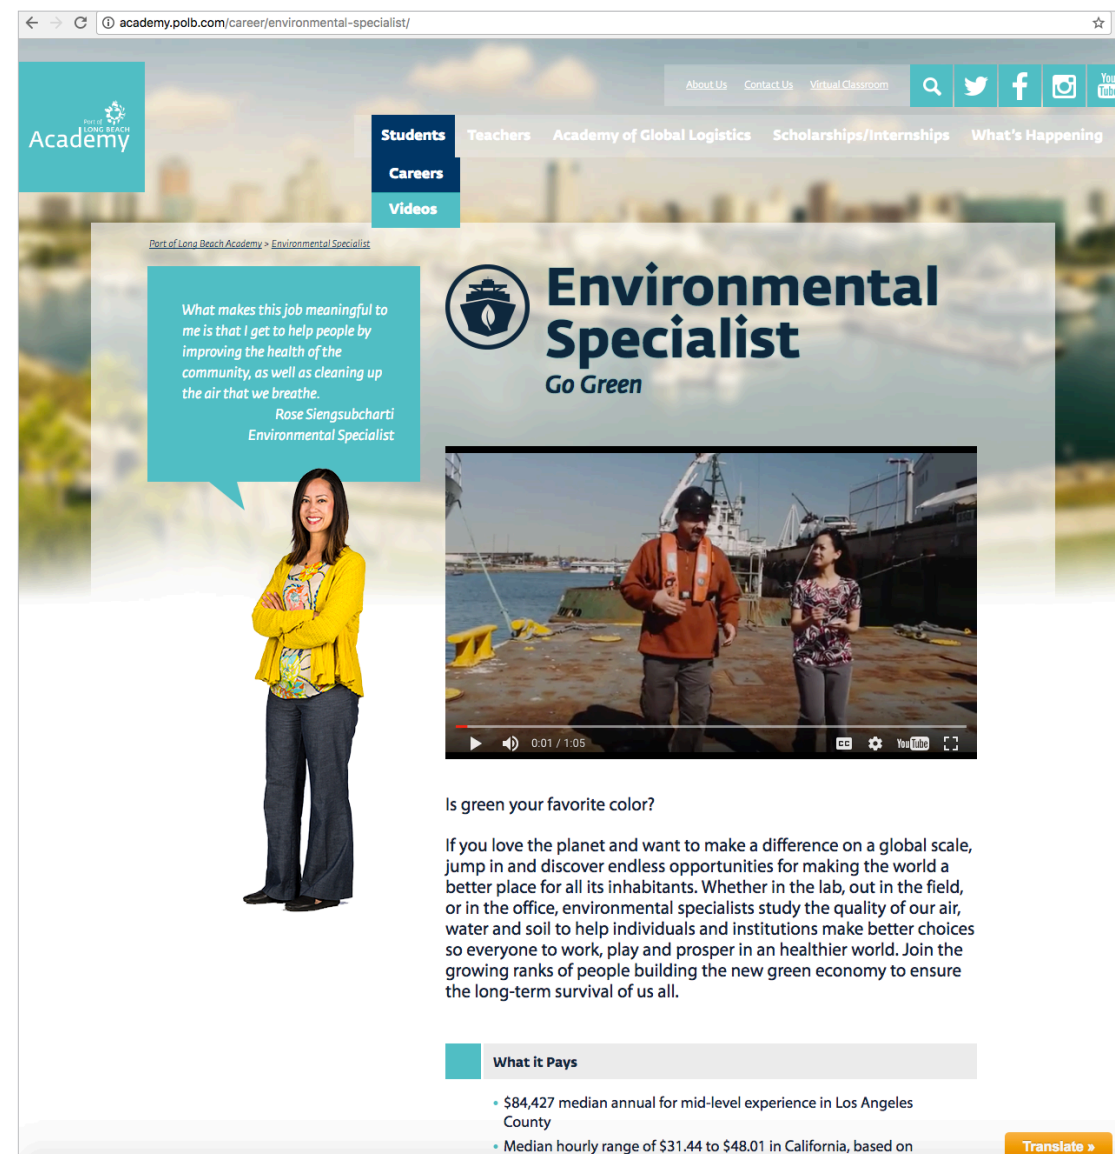 academy.polb.com/career/environmental-specialist/
About Us Contact Us Virtual Classroom
You
Tube
Port of
LONG BEACH
Academy
Students Teachers Academy of Global Logistics Scholarships/Internships What's Happening
Careers
Videos
Port of Long Beach Academy > Environmental Specialist
What makes this job meaningful to
me is that I get to help people by
improving the health of the
community, as well as cleaning up
the air that we breathe.
Rose Siengsubcharti
Environmental Specialist
Environmental
Specialist
Go Green
0:01 / 1:05
CC
YouTube
Is green your favorite color?
If you love the planet and want to make a difference on a global scale,
jump in and discover endless opportunities for making the world a
better place for all its inhabitants. Whether in the lab, out in the field,
or in the office, environmental specialists study the quality of our air,
water and soil to help individuals and institutions make better choices
so everyone to work, play and prosper in an healthier world. Join the
growing ranks of people building the new green economy to ensure
the long-term survival of us all.
What it Pays
• $84,427 median annual for mid-level experience in Los Angeles
County
• Median hourly range of $31.44 to $48.01 in California, based on
Translate »